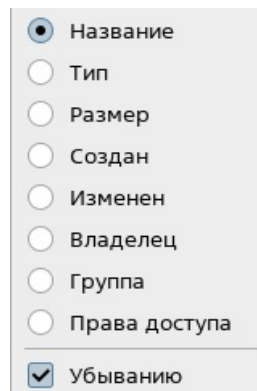 Название
Тип
Размер
Создан
Изменен
Владелец
Группа
Права доступа
Убыванию